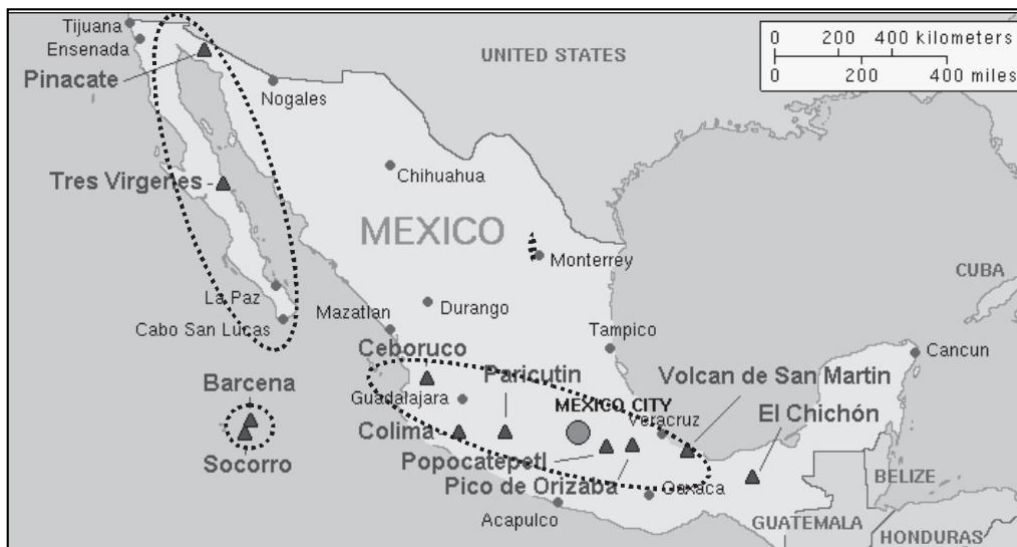 Tijuana
Ensenada
Pinacate
Nogales
UNITED STATES
0 200 400 kilometers
0 200 400 miles
Chihuahua
Tres Virgenes
MEXICO
Monterrey
CUBA
La Paz
Cabo San Lucas
Mazatlan
Durango
Tampico
Cancun
Ceboruco
Paricutin
Volcan de San Martin
Barcena
Guadalajara
MEXICO CITY
Veracruz
El Chichón
Colima
Socorro
Popocatepetl
Pico de Orizaba
Oaxaca
BELIZE
Acapulco
GUATEMALA
HONDURAS